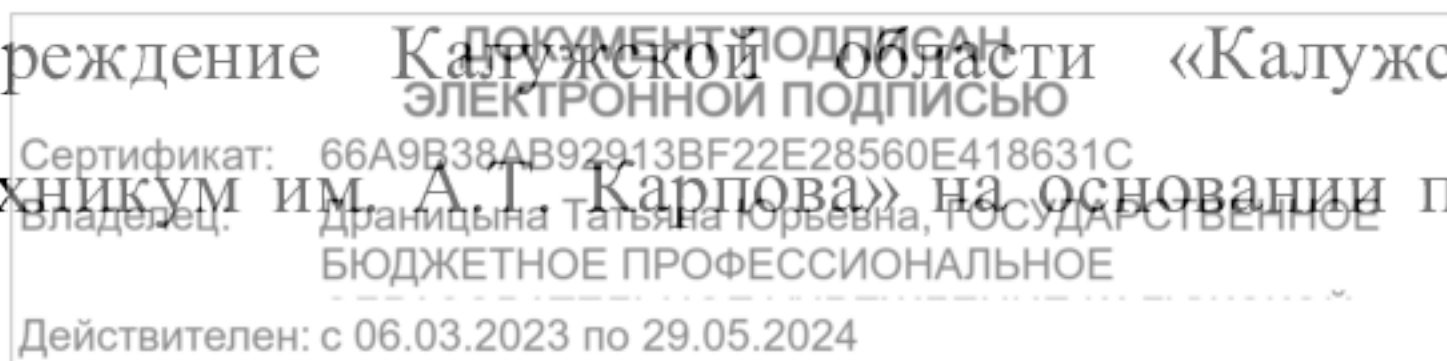 реждение Калужской области «Калужс
ДОКУМЕНТ ПОДПИСАН
ЭЛЕКТРОННОЙ ПОДПИСЬЮ
Сертификат: 66A9B38AB92913BF22E28560E418631C
хникум им. А.Т. Карпова» на основании п
Владелец: Драницына Татьяна Юрьевна, ГОСУДАРСТВЕННОЕ
БЮДЖЕТНОЕ ПРОФЕССИОНАЛЬНОЕ
Действителен: с 06.03.2023 по 29.05.2024